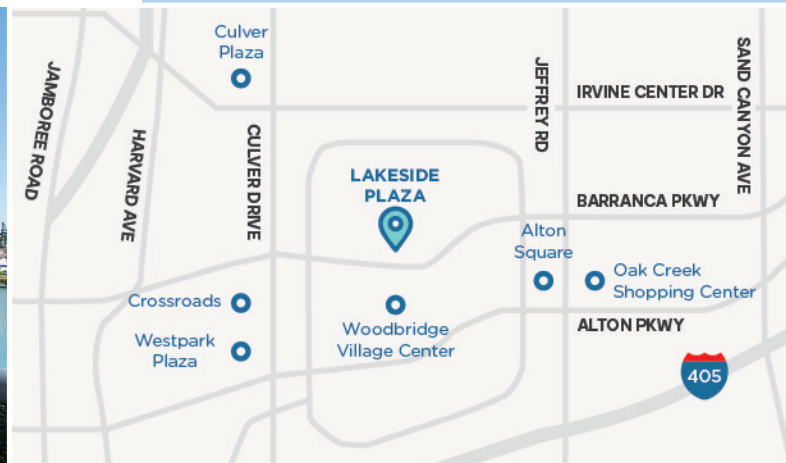 Culver
Plaza
JAMBOREE ROAD
HARVARD AVE
CULVER DRIVE
JEFFREY RD
SAND CANYON AVE
IRVINE CENTER DR
LAKESIDE
PLAZA
BARRANCA PKWY
Alton
Square
Oak Creek
Shopping Center
Crossroads
Woodbridge
Village Center
ALTON PKWY
Westpark
Plaza
405